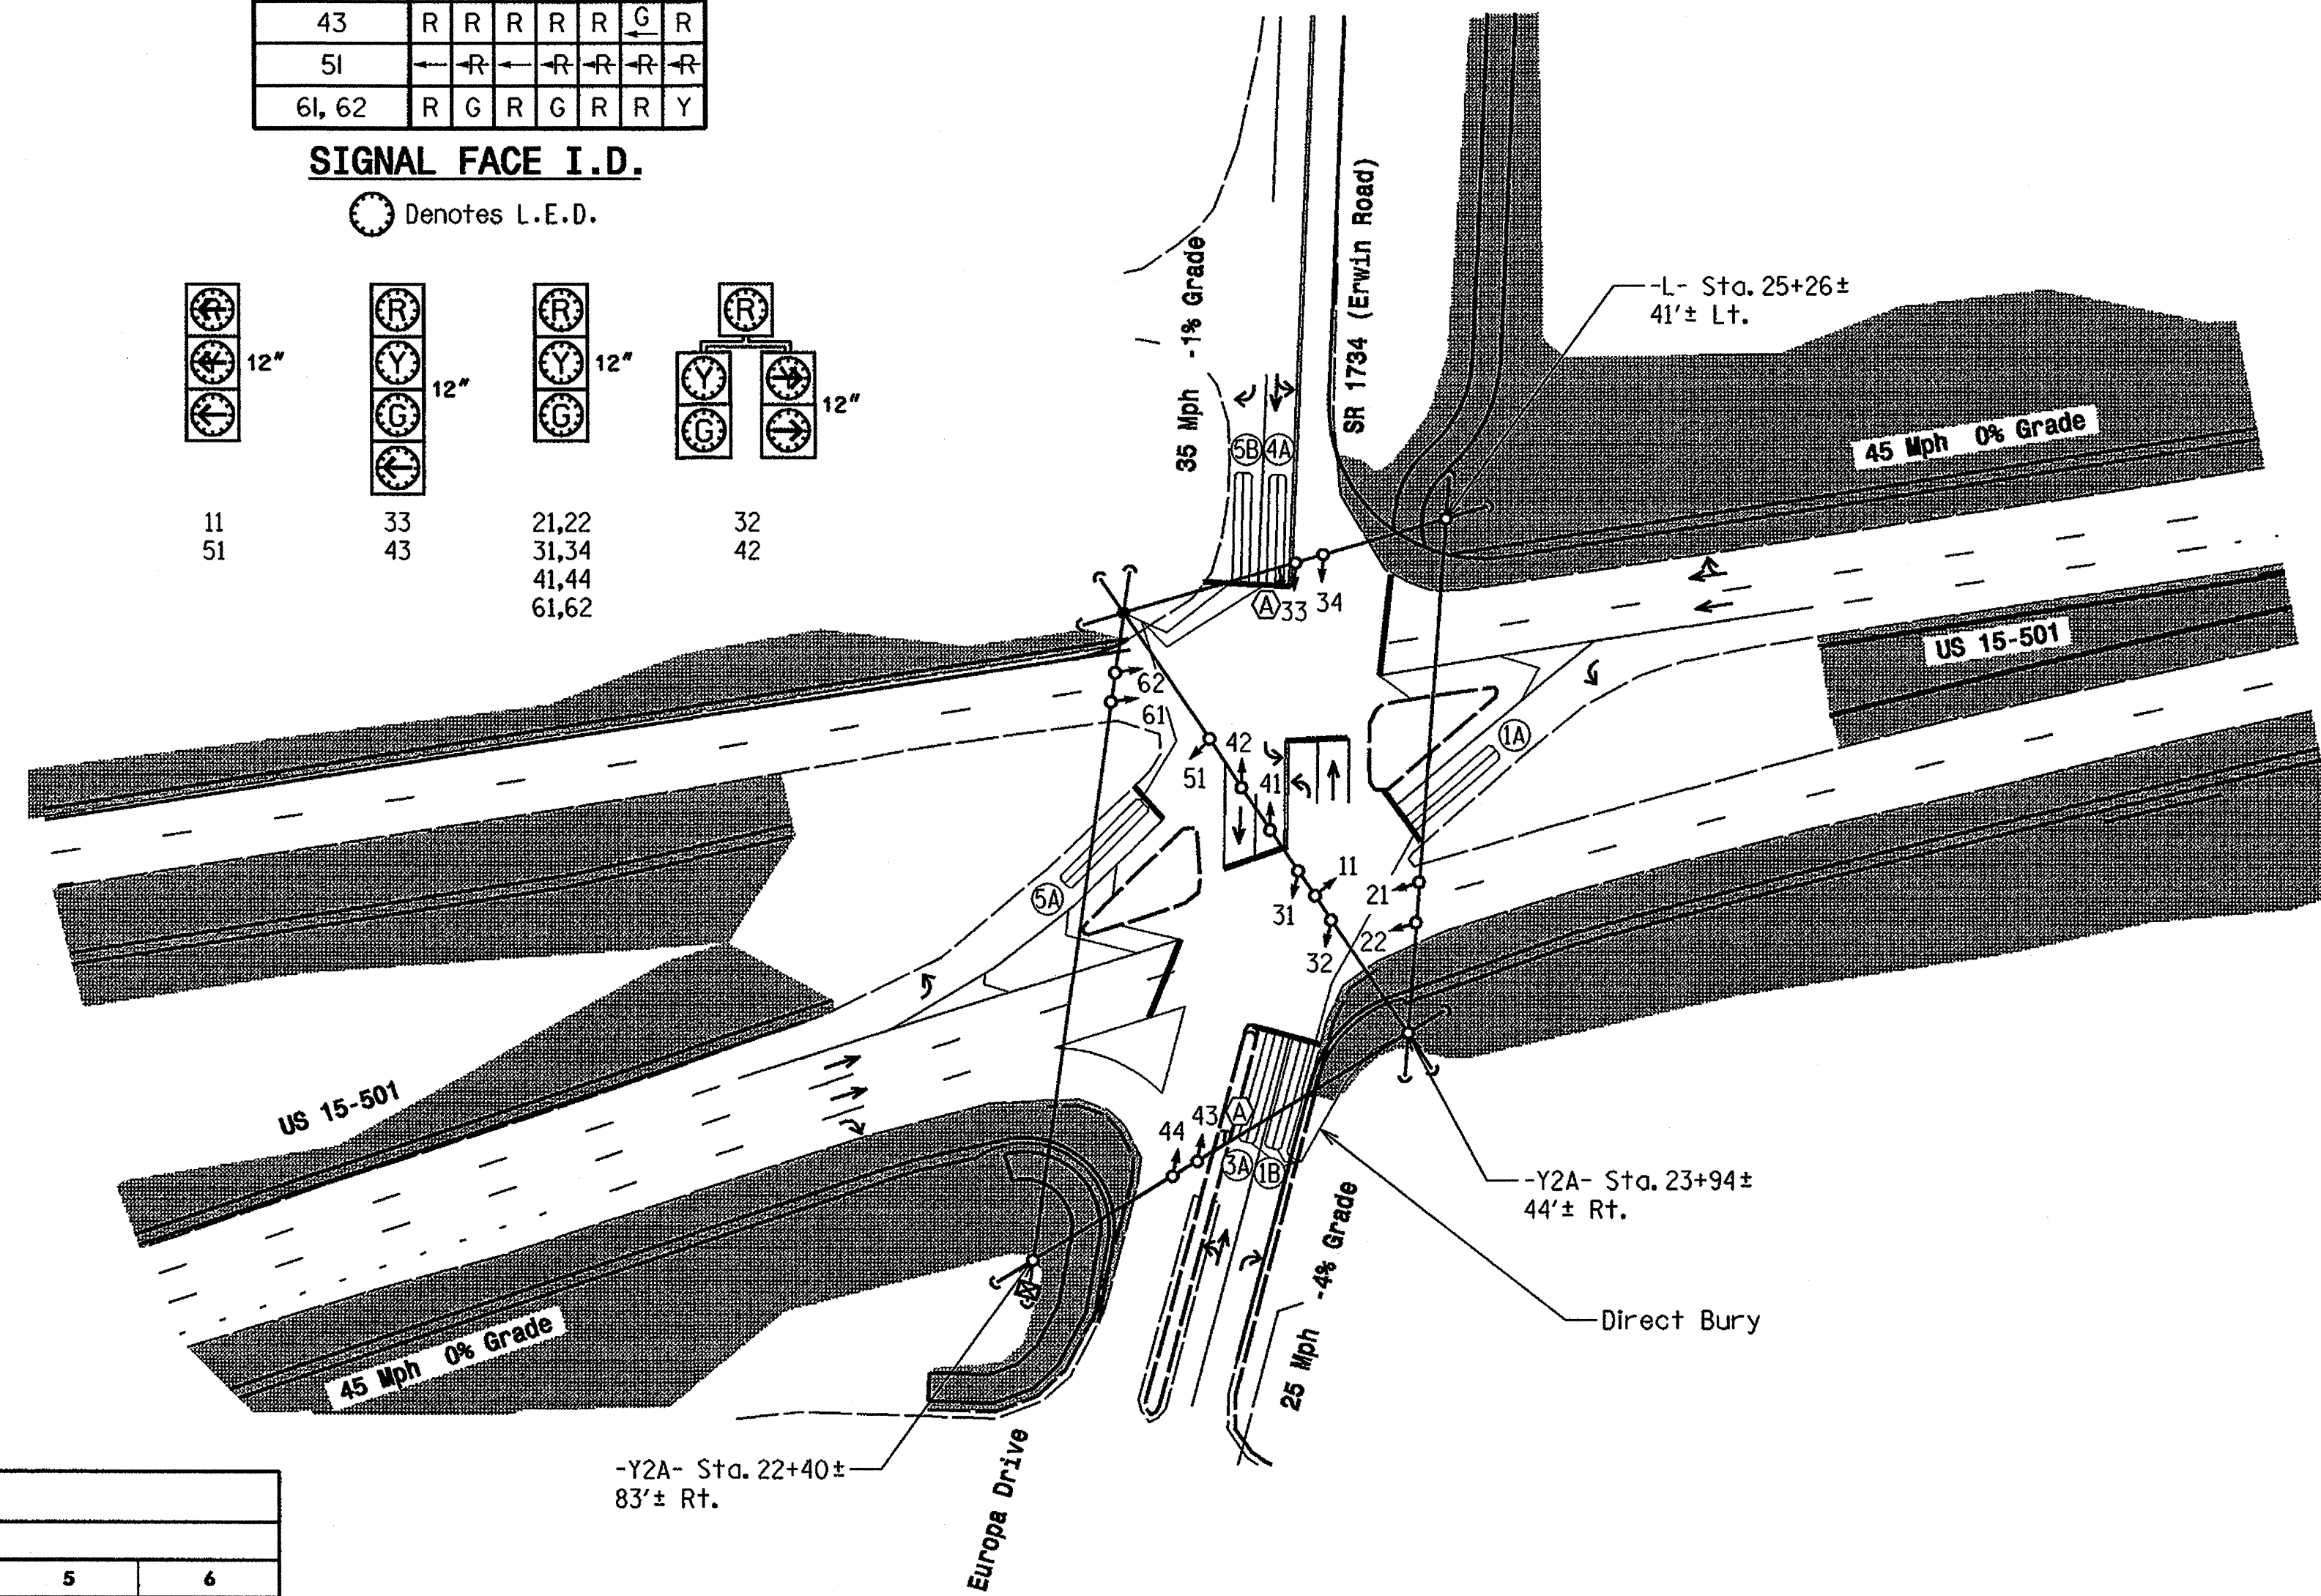 43 R R R R R G R
51 R R R R R
61, 62 R G R G R R Y
SIGNAL FACE I.D.
Denotes L.E.D.
R
Y
12"
R
Y
G
12"
R
Y
G
12"
R
Y
Y
G
12"
11
51
33
43
21,22
31,34
41,44
61,62
32
42
35 Mph -1% Grade
SR 1734 (Erwin Road)
-L- Sta. 25+26±
41'± Lt.
45 Mph 0% Grade
US 15-501
5B
4A
A
33
34
62
61
51
42
41
1A
11
31
32
21
22
5A
US 15-501
45 Mph 0% Grade
44
43
A
3A
1B
-Y2A- Sta. 23+94±
44'± Rt.
Direct Bury
25 Mph -4% Grade
-Y2A- Sta. 22+40±
83'± Rt.
Europa Drive
5 6